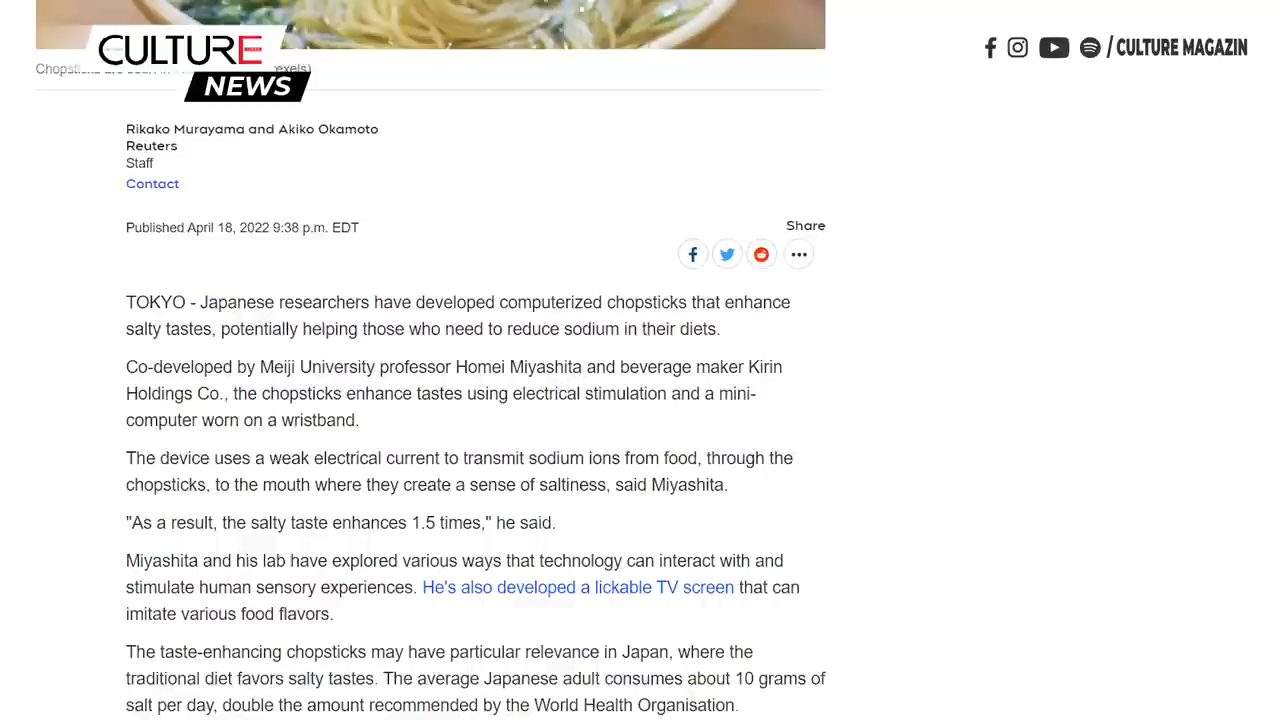 CULTURE
/ CULTURE MAGAZIN
NEWS
Rikako Murayama and Akiko Okamoto
Reuters
Staff
Contact
Published April 18, 2022 9:38 p.m. EDT
Share
TOKYO - Japanese researchers have developed computerized chopsticks that enhance
salty tastes, potentially helping those who need to reduce sodium in their diets.
Co-developed by Meiji University professor Homei Miyashita and beverage maker Kirin
Holdings Co., the chopsticks enhance tastes using electrical stimulation and a mini-
computer worn on a wristband.
The device uses a weak electrical current to transmit sodium ions from food, through the
chopsticks, to the mouth where they create a sense of saltiness, said Miyashita.
"As a result, the salty taste enhances 1.5 times," he said.
Miyashita and his lab have explored various ways that technology can interact with and
stimulate human sensory experiences. He's also developed a lickable TV screen that can
imitate various food flavors.
The taste-enhancing chopsticks may have particular relevance in Japan, where the
traditional diet favors salty tastes. The average Japanese adult consumes about 10 grams of
salt per day, double the amount recommended by the World Health Organisation.